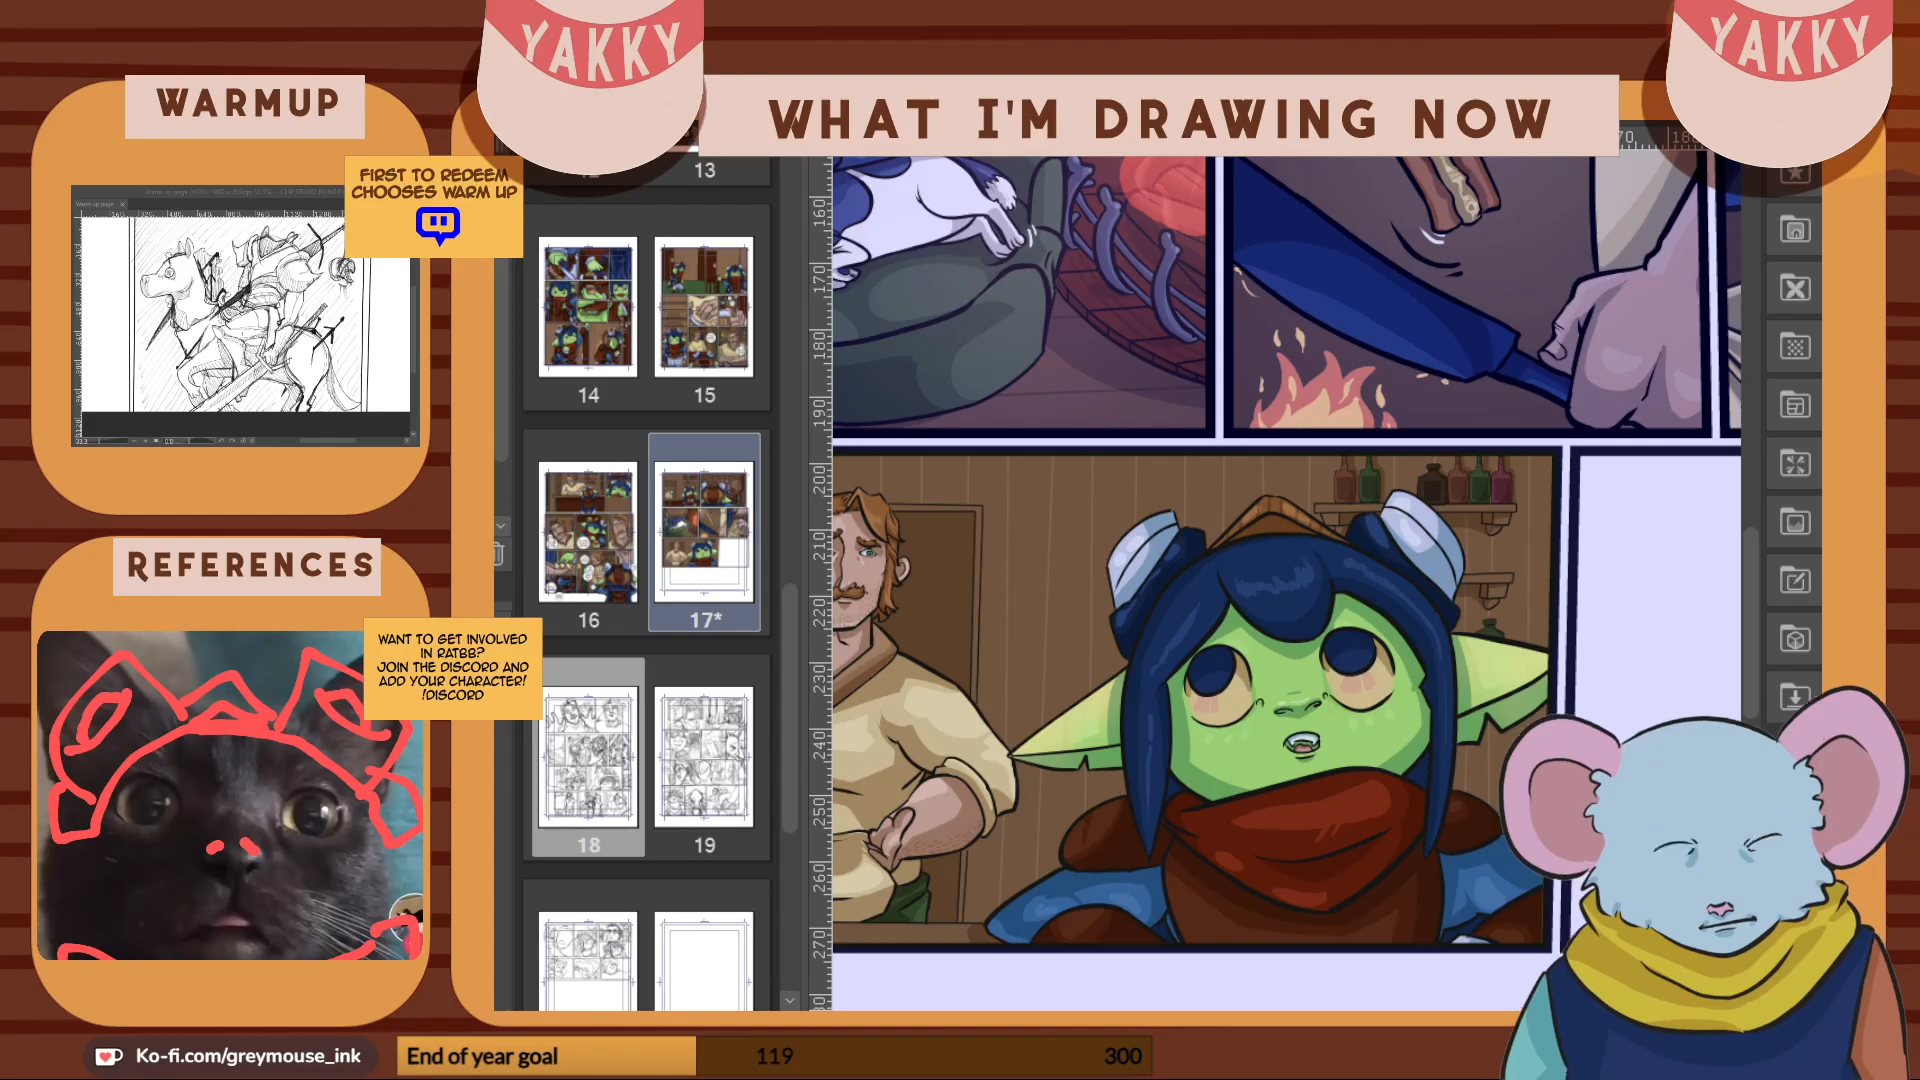 YAKKY
YAKKY
WARMUP
WHAT I'M DRAWING NOW
FIRST TO REDEEM
CHOOSES WARM UP
13
14
15
16
17*
18
19
160
170
180
190
200
210
220
230
240
250
260
270
REFERENCES
WANT TO GET INVOLVED
IN RAT88?
JOIN THE DISCORD AND
ADD YOUR CHARACTER!
!DISCORD
Ko-fi.com/greymouse_ink
End of year goal
119
300